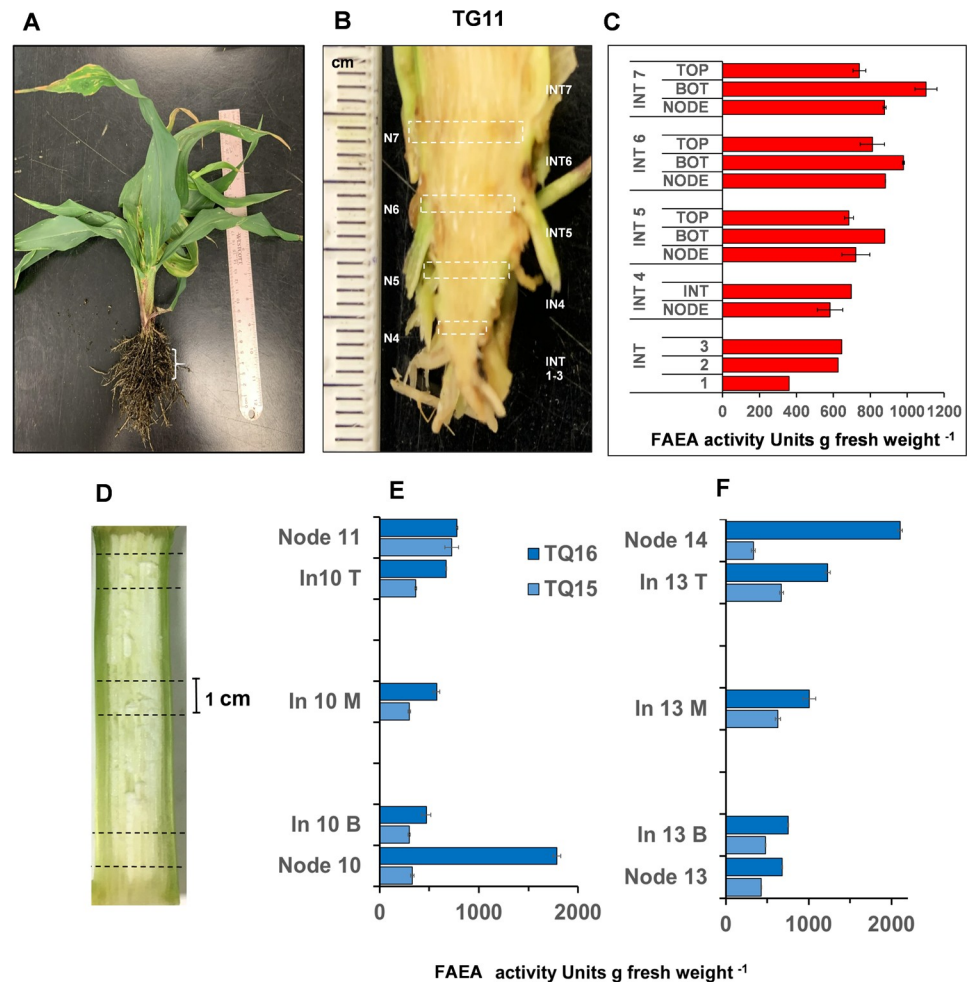 A
B
TG11
C
cm
INT7
N7
INT6
N6
INT5
N5
IN4
N4
INT
1-3
INT 7
TOP
BOT
NODE
INT 6
TOP
BOT
NODE
INT 5
TOP
BOT
NODE
INT 4
INT
NODE
INT
3
2
1
0 200 400 600 800 1000 1200
FAEA activity Units g fresh weight -1
D
E
F
1 cm
Node 11
In10 T
In 10 M
In 10 B
Node 10
0 1000 2000
TQ16
TQ15
Node 14
In 13 T
In 13 M
In 13 B
Node 13
0 1000 2000
FAEA activity Units g fresh weight -1